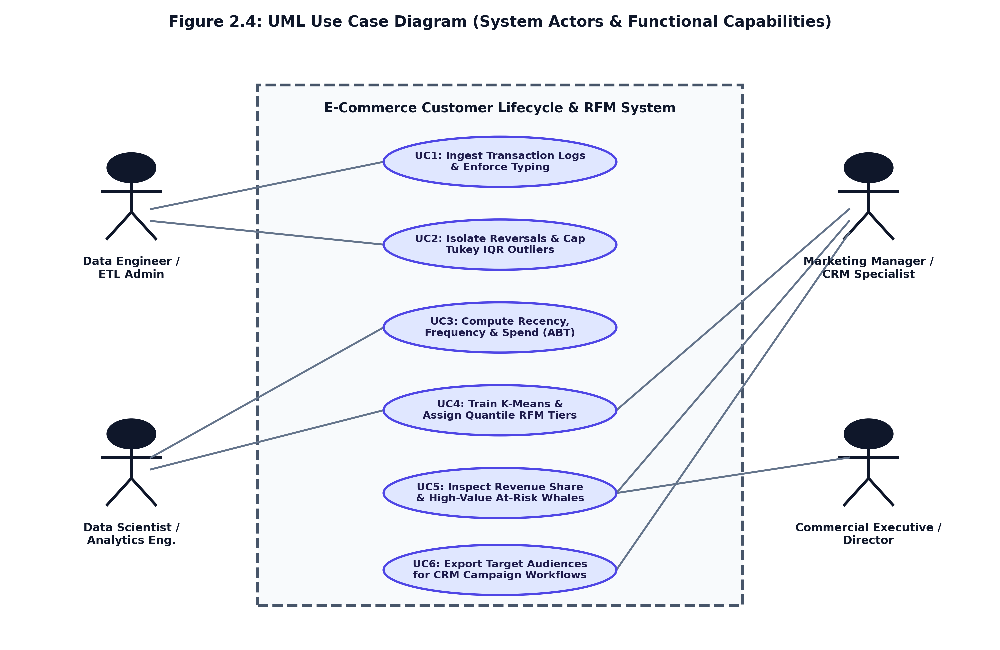 Figure 2.4: UML Use Case Diagram (System Actors & Functional Capabilities)
E-Commerce Customer Lifecycle & RFM System
UC1: Ingest Transaction Logs
& Enforce Typing
UC2: Isolate Reversals & Cap
Tukey IQR Outliers
Data Engineer /
ETL Admin
Marketing Manager /
CRM Specialist
UC3: Compute Recency,
Frequency & Spend (ABT)
UC4: Train K-Means &
Assign Quantile RFM Tiers
UC5: Inspect Revenue Share
& High-Value At-Risk Whales
Data Scientist /
Analytics Eng.
Commercial Executive /
Director
UC6: Export Target Audiences
for CRM Campaign Workflows